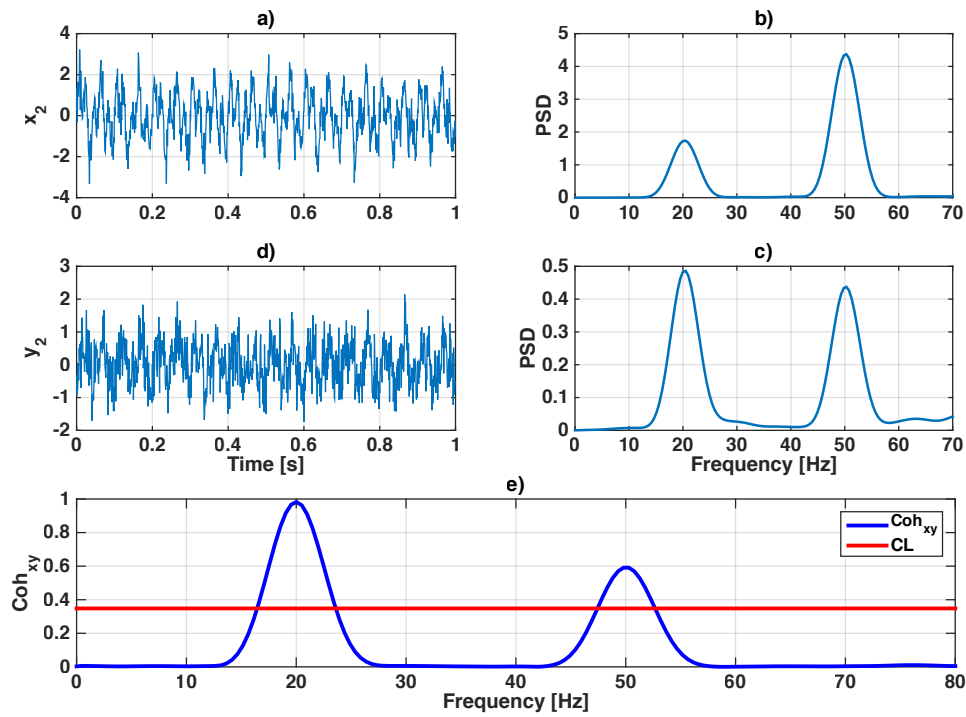 a)
4
2
0
-2
-4
x2
0 0.2 0.4 0.6 0.8 1
b)
5
4
3
2
1
0
PSD
0 10 20 30 40 50 60 70
d)
3
2
1
0
-1
-2
y2
0 0.2 0.4 0.6 0.8 1
Time [s]
c)
0.5
0.4
0.3
0.2
0.1
0
PSD
0 10 20 30 40 50 60 70
Frequency [Hz]
e)
1
0.8
0.6
0.4
0.2
0
Cohxy
Cohxy
CL
0 10 20 30 40 50 60 70 80
Frequency [Hz]